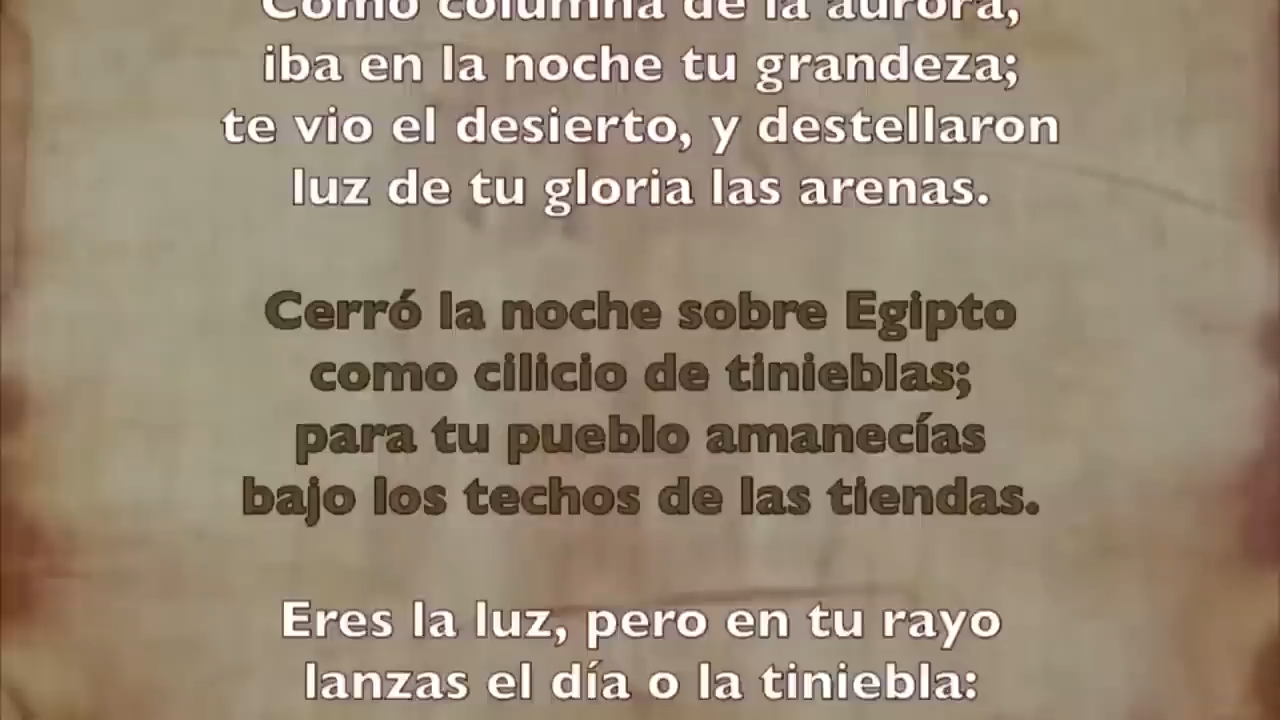 Como columna de la aurora,
iba en la noche tu grandeza;
te vio el desierto, y destellaron
luz de tu gloria las arenas.
Cerró la noche sobre Egipto
como cilicio de tinieblas;
para tu pueblo amanecías
bajo los techos de las tiendas.
Eres la luz, pero en tu rayo
lanzas el día o la tiniebla: